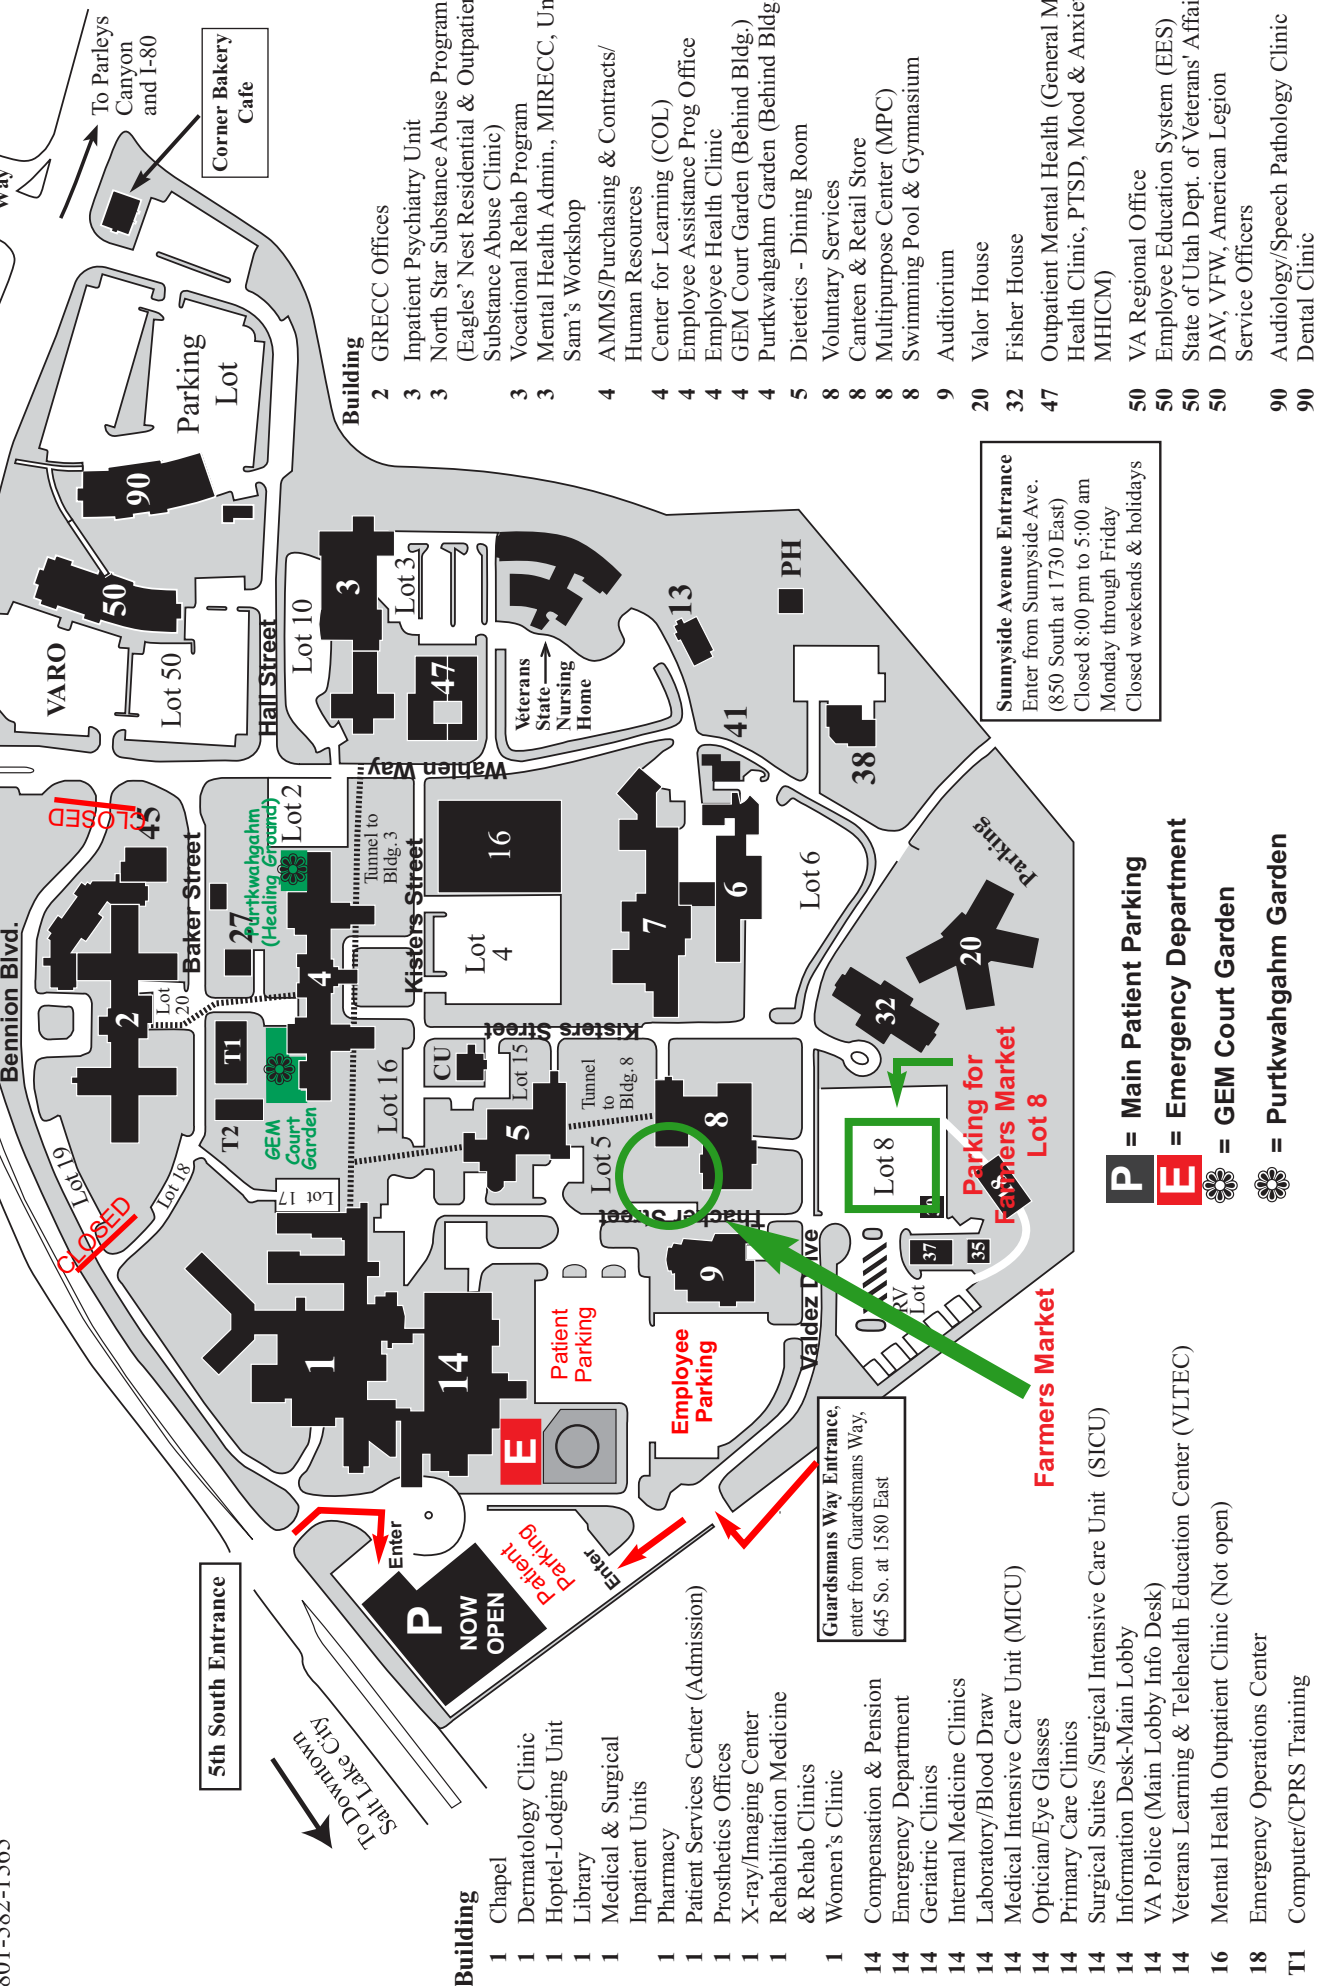 801-582-1565
5th South Entrance
To Downtown
Salt Lake City
Bennion Blvd.
Way
To Parleys
Canyon
and I-80
Corner Bakery
Cafe
Parking
Lot
90
50
VARO
Lot 50
Hall Street
CLOSED
45
Baker Street
2
Lot
20
Lot 19
Lot 18
CLOSED
27
Purtkwahgahm
(Healing Ground)
Lot 2
T1
T2
GEM
Court
Garden
4
Lot 10
3
Lot 3
47
Wahlen Way
Veterans
State
Nursing
Home
Tunnel to
Bldg. 3
Kisters Street
16
Lot
4
Kisters Street
Lot 16
CU
Lot 15
Lot 17
5
Tunnel
to
Bldg. 8
Lot 5
8
Thacher Street
9
1
14
E
Patient
Parking
Employee
Parking
Enter
P
NOW
OPEN
Patient
Parking
Enter
7
6
41
13
PH
38
Lot 6
Parking
20
32
Lot 8
Valdez Drive
RV
Lot
37
35
Parking for
Farmers Market
Lot 8
Farmers Market
Guardsmans Way Entrance,
enter from Guardsmans Way,
645 So. at 1580 East
Sunnyside Avenue Entrance
Enter from Sunnyside Ave.
(850 South at 1730 East)
Closed 8:00 pm to 5:00 am
Monday through Friday
Closed weekends & holidays
P = Main Patient Parking
E = Emergency Department
= GEM Court Garden
= Purtkwahgahm Garden
Building
1 Chapel
1 Dermatology Clinic
1 Hoptel-Lodging Unit
1 Library
1 Medical & Surgical
Inpatient Units
1 Pharmacy
1 Patient Services Center (Admission)
1 Prosthetics Offices
1 X-ray/Imaging Center
1 Rehabilitation Medicine
& Rehab Clinics
1 Women's Clinic
14 Compensation & Pension
14 Emergency Department
14 Geriatric Clinics
14 Internal Medicine Clinics
14 Laboratory/Blood Draw
14 Medical Intensive Care Unit (MICU)
14 Optician/Eye Glasses
14 Primary Care Clinics
14 Surgical Suites /Surgical Intensive Care Unit (SICU)
14 Information Desk-Main Lobby
14 VA Police (Main Lobby Info Desk)
14 Veterans Learning & Telehealth Education Center (VLTEC)
16 Mental Health Outpatient Clinic (Not open)
18 Emergency Operations Center
T1 Computer/CPRS Training
Building
2 GRECC Offices
3 Inpatient Psychiatry Unit
3 North Star Substance Abuse Program
(Eagles' Nest Residential & Outpatien
Substance Abuse Clinic)
3 Vocational Rehab Program
3 Mental Health Admin., MIRECC, Un
Sam's Workshop
4 AMMS/Purchasing & Contracts/
Human Resources
4 Center for Learning (COL)
4 Employee Assistance Prog Office
4 Employee Health Clinic
4 GEM Court Garden (Behind Bldg.)
4 Purtkwahgahm Garden (Behind Bldg
5 Dietetics - Dining Room
8 Voluntary Services
8 Canteen & Retail Store
8 Multipurpose Center (MPC)
8 Swimming Pool & Gymnasium
9 Auditorium
20 Valor House
32 Fisher House
47 Outpatient Mental Health (General M
Health Clinic, PTSD, Mood & Anxie
MHICM)
50 VA Regional Office
50 Employee Education System (EES)
50 State of Utah Dept. of Veterans' Affai
50 DAV, VFW, American Legion
Service Officers
90 Audiology/Speech Pathology Clinic
90 Dental Clinic